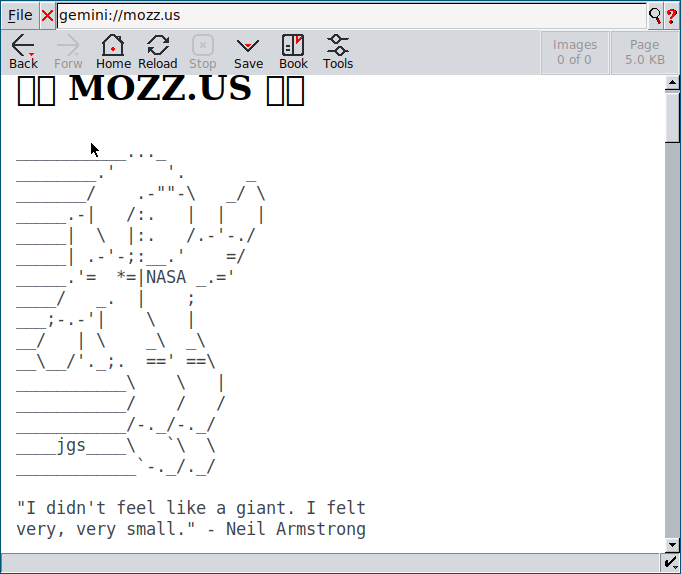 File
gemini://mozz.us
?
Back Forw Home Reload Stop Save Book Tools
Images
0 of 0
Page
5.0 KB
MOZZ.US
____________..._
________.'     '.      _
_______/    .-""-\   _/ \
_____.-|   /:.   |  |   |
_____|  \  |:.   /.-'-./
_____| .-'-;:__.'    =/
_____.'=  *=|NASA _.='
____/   _.  |    ;
___;-.-'|    \   |
__/   | \    _\  _\
__\__/'._;.  ==' ==\
___________\    \   |
___________/    /   /
___________/-._/-._/
____jgs____\   `\  \
____________`-._/._/
"I didn't feel like a giant. I felt
very, very small." - Neil Armstrong